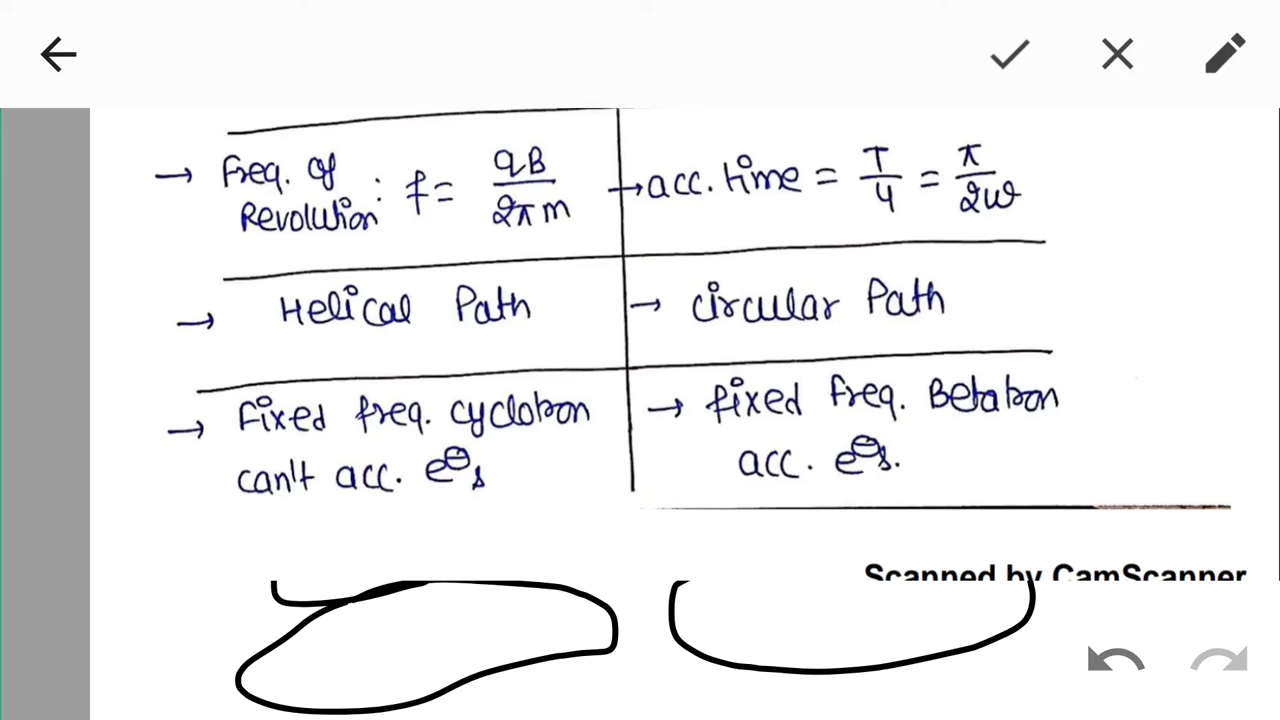 → Freq. of Revolution : f = qB / 2πm
→ acc. time = T/4 = π/2ω
→ Helical Path
→ circular Path
→ fixed freq. cyclotron
can't acc. e⊖s
→ fixed freq. Betatron
acc. e⊖s.
Scanned by CamScanner